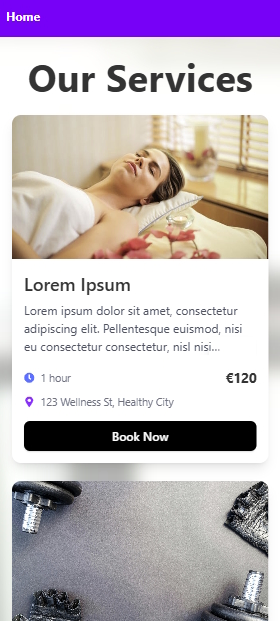 Home
Our Services
Lorem Ipsum
Lorem ipsum dolor sit amet, consectetur
adipiscing elit. Pellentesque euismod, nisi
eu consectetur consectetur, nisl nisi...
1 hour
€120
123 Wellness St, Healthy City
Book Now